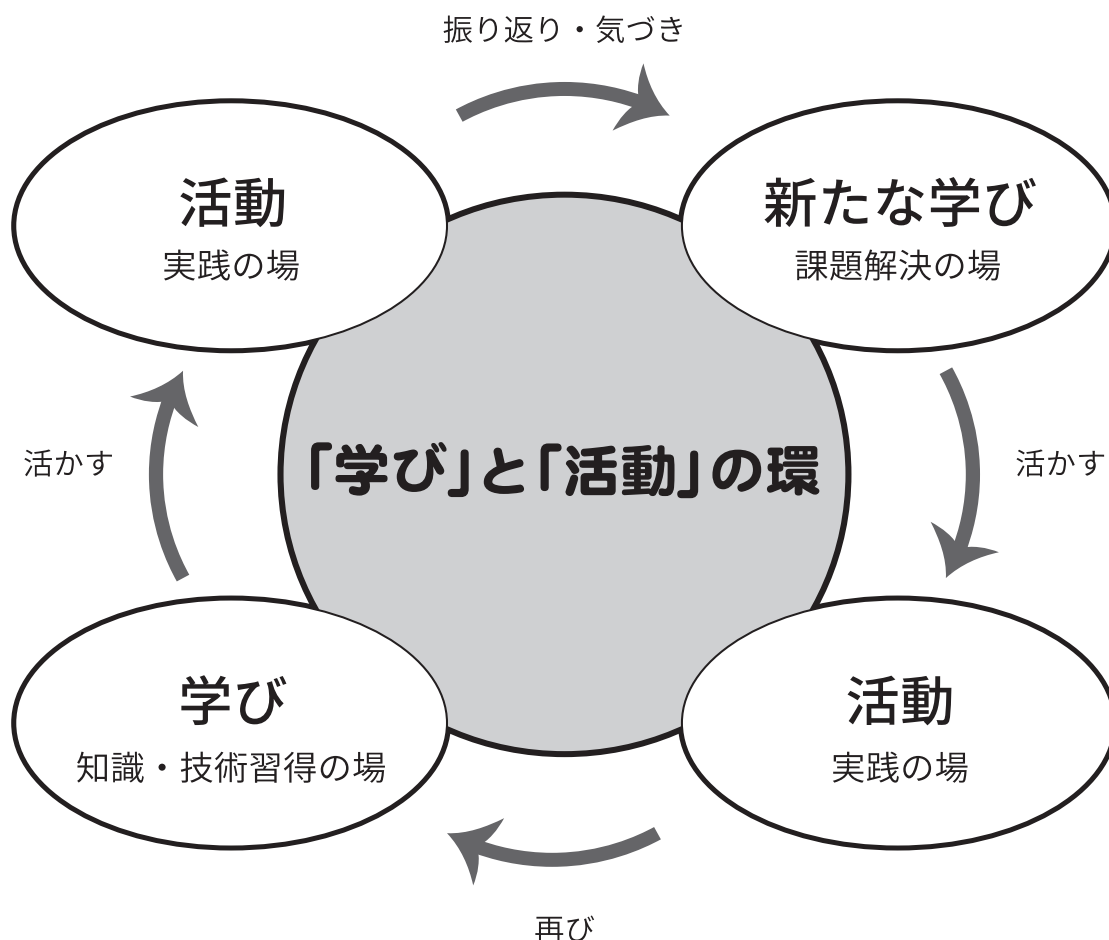 振り返り・気づき
活動
実践の場
新たな学び
課題解決の場
活かす
「学び」と「活動」の環
活かす
学び
知識・技術習得の場
活動
実践の場
再び